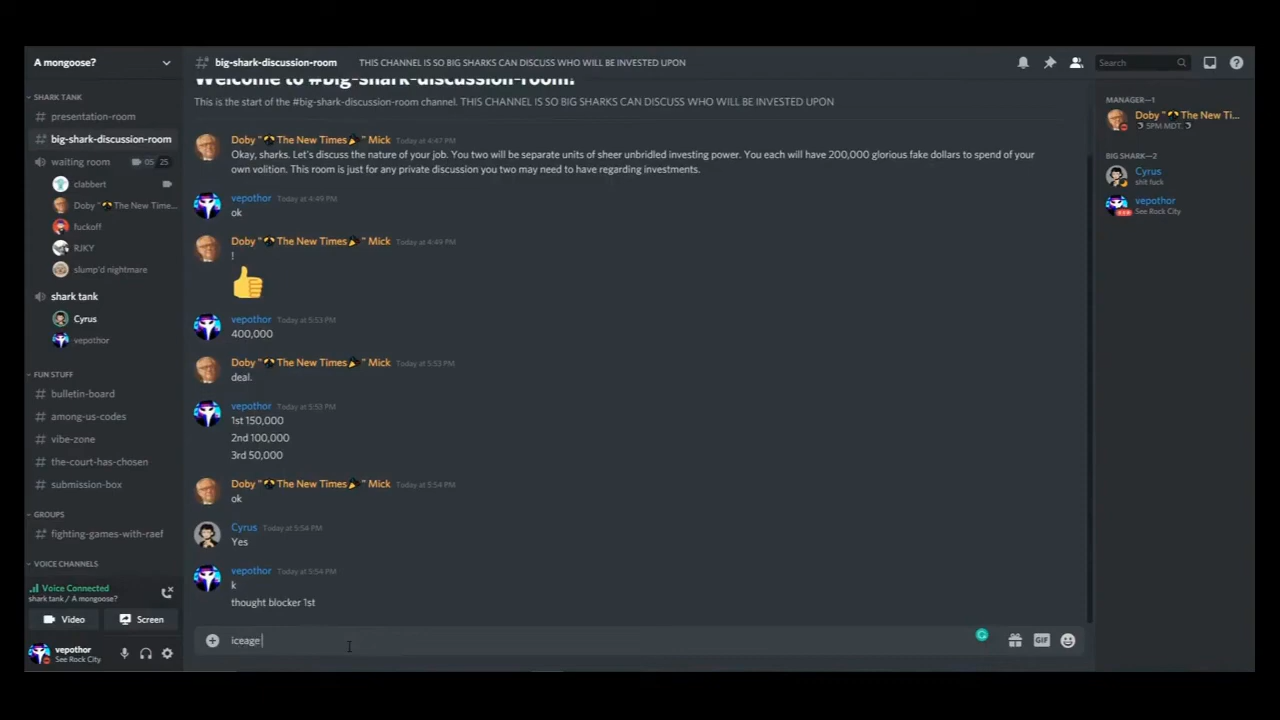 A mongoose?
SHARK TANK
presentation-room
big-shark-discussion-room
waiting room 05 25
clabbert
Doby "The New Time...
fuckoff
RJKY
slump'd nightmare
shark tank
Cyrus
vepothor
FUN STUFF
bulletin-board
among-us-codes
vibe-zone
the-court-has-chosen
submission-box
GROUPS
fighting-games-with-raef
VOICE CHANNELS
Voice Connected
shark tank / A mongoose?
Video Screen
vepothor
See Rock City
big-shark-discussion-room THIS CHANNEL IS SO BIG SHARKS CAN DISCUSS WHO WILL BE INVESTED UPON
Search
Welcome to #big-shark-discussion-room!
This is the start of the #big-shark-discussion-room channel. THIS CHANNEL IS SO BIG SHARKS CAN DISCUSS WHO WILL BE INVESTED UPON
Doby "The New Times" Mick Today at 4:47 PM
Okay, sharks. Let's discuss the nature of your job. You two will be separate units of sheer unbridled investing power. You each will have 200,000 glorious fake dollars to spend of your
own volition. This room is just for any private discussion you two may need to have regarding investments.
vepothor Today at 4:49 PM
ok
Doby "The New Times" Mick Today at 4:49 PM
!
vepothor Today at 5:53 PM
400,000
Doby "The New Times" Mick Today at 5:53 PM
deal.
vepothor Today at 5:53 PM
1st 150,000
2nd 100,000
3rd 50,000
Doby "The New Times" Mick Today at 5:54 PM
ok
Cyrus Today at 5:54 PM
Yes
vepothor Today at 5:54 PM
k
thought blocker 1st
iceage
GIF
MANAGER—1
Doby "The New Ti...
5PM MDT.
BIG SHARK—2
Cyrus
shit fuck
vepothor
See Rock City